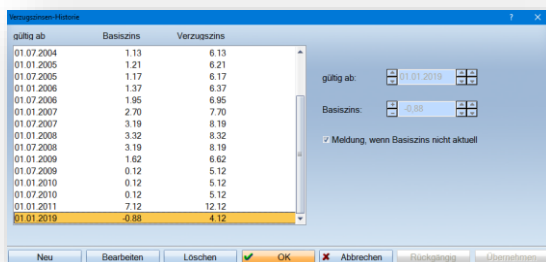 Verzugszinsen-Historie
gültig ab Basiszins Verzugszins
01.07.2004 1.13 6.13
01.01.2005 1.21 6.21
01.07.2005 1.17 6.17
01.01.2006 1.37 6.37
01.07.2006 1.95 6.95
01.01.2007 2.70 7.70
01.07.2007 3.19 8.19
01.01.2008 3.32 8.32
01.07.2008 3.19 8.19
01.01.2009 1.62 6.62
01.07.2009 0.12 5.12
01.01.2010 0.12 5.12
01.07.2010 0.12 5.12
01.01.2011 7.12 12.12
01.01.2019 -0.88 4.12
gültig ab: 01.01.2019
Basiszins: -0,88
Meldung, wenn Basiszins nicht aktuell
Neu Bearbeiten Löschen OK Abbrechen Rückgängig Übernehmen